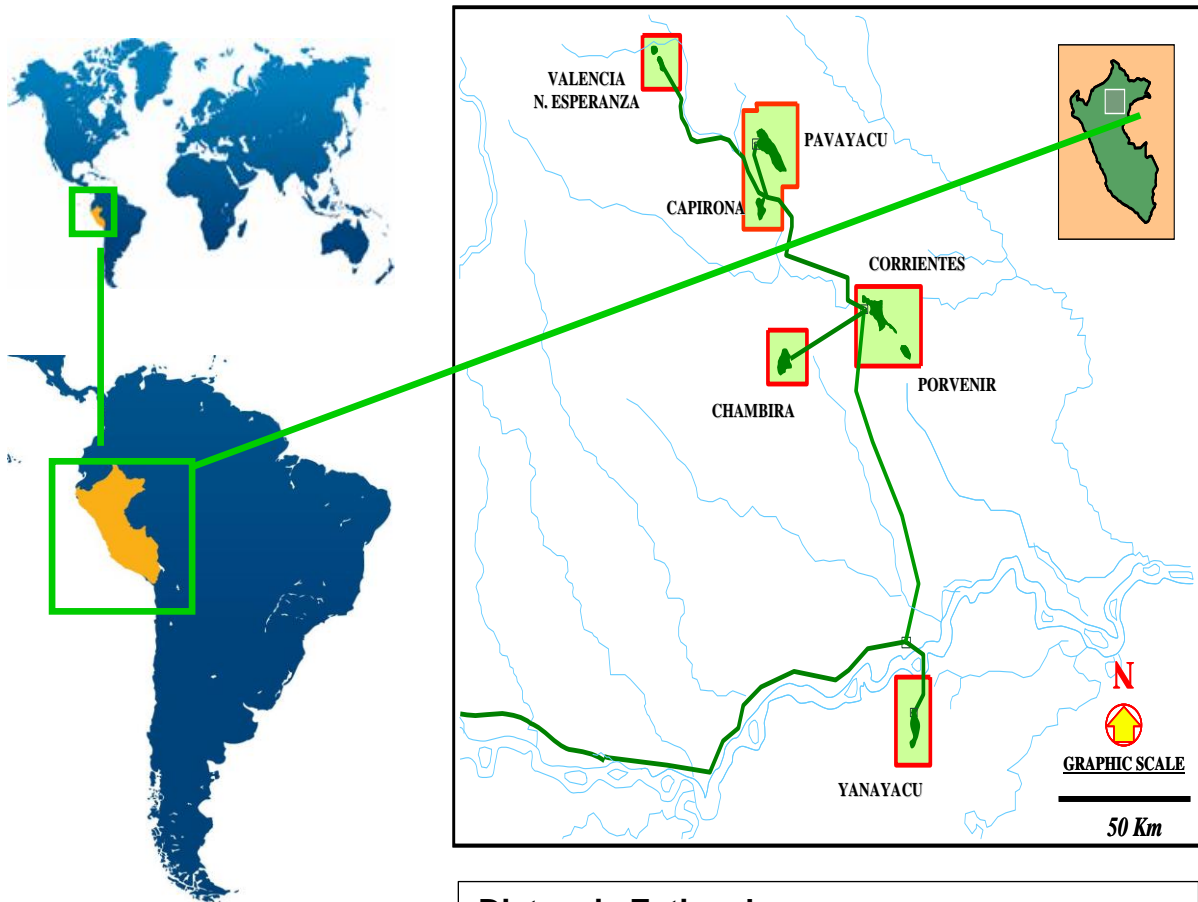 VALENCIA
N. ESPERANZA
PAVAYACU
CAPIRONA
CORRIENTES
PORVENIR
CHAMBIRA
YANAYACU
N
GRAPHIC SCALE
50 Km